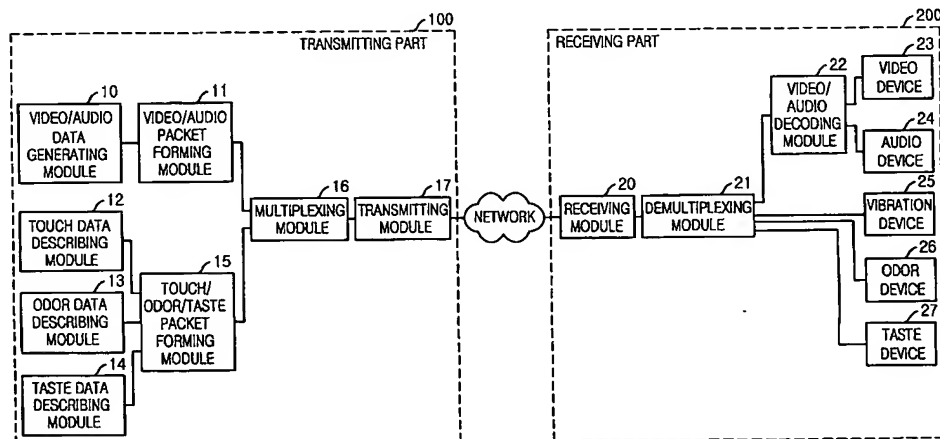 100
TRANSMITTING PART
10
VIDEO/AUDIO
DATA
GENERATING
MODULE
11
VIDEO/AUDIO
PACKET
FORMING
MODULE
12
TOUCH DATA
DESCRIBING
MODULE
13
ODOR DATA
DESCRIBING
MODULE
14
TASTE DATA
DESCRIBING
MODULE
15
TOUCH/
ODOR/TASTE
PACKET
FORMING
MODULE
16
MULTIPLEXING
MODULE
17
TRANSMITTING
MODULE
NETWORK
200
RECEIVING PART
20
RECEIVING
MODULE
21
DEMULTIPLEXING
MODULE
22
VIDEO/
AUDIO
DECODING
MODULE
23
VIDEO
DEVICE
24
AUDIO
DEVICE
25
VIBRATION
DEVICE
26
ODOR
DEVICE
27
TASTE
DEVICE